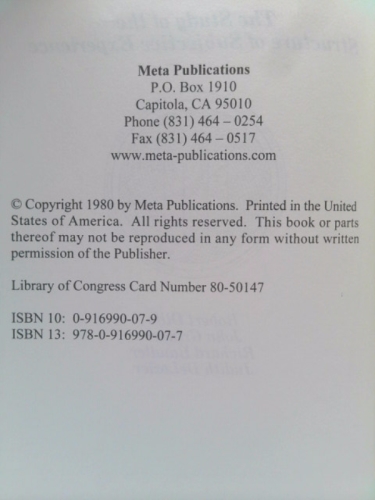 Meta Publications
P.O. Box 1910
Capitola, CA 95010
Phone (831) 464 – 0254
Fax (831) 464 – 0517
www.meta-publications.com
© Copyright 1980 by Meta Publications. Printed in the United
States of America. All rights reserved. This book or parts
thereof may not be reproduced in any form without written
permission of the Publisher.
Library of Congress Card Number 80-50147
ISBN 10: 0-916990-07-9
ISBN 13: 978-0-916990-07-7